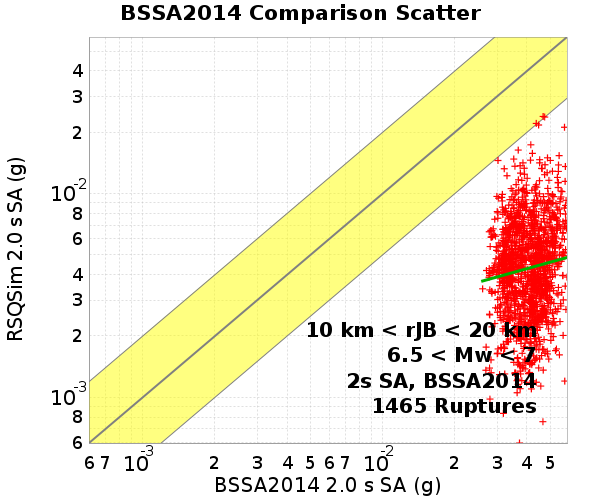 BSSA2014 Comparison Scatter
RSQSim 2.0 s SA (g)
4
3
2
10^-2
8
6
4
3
2
10^-3
8
6
10 km < rJB < 20 km
6.5 < Mw < 7
2s SA, BSSA2014
1465 Ruptures
6 7 10^-3 2 3 4 5 6 7 10^-2 2 3 4 5
BSSA2014 2.0 s SA (g)